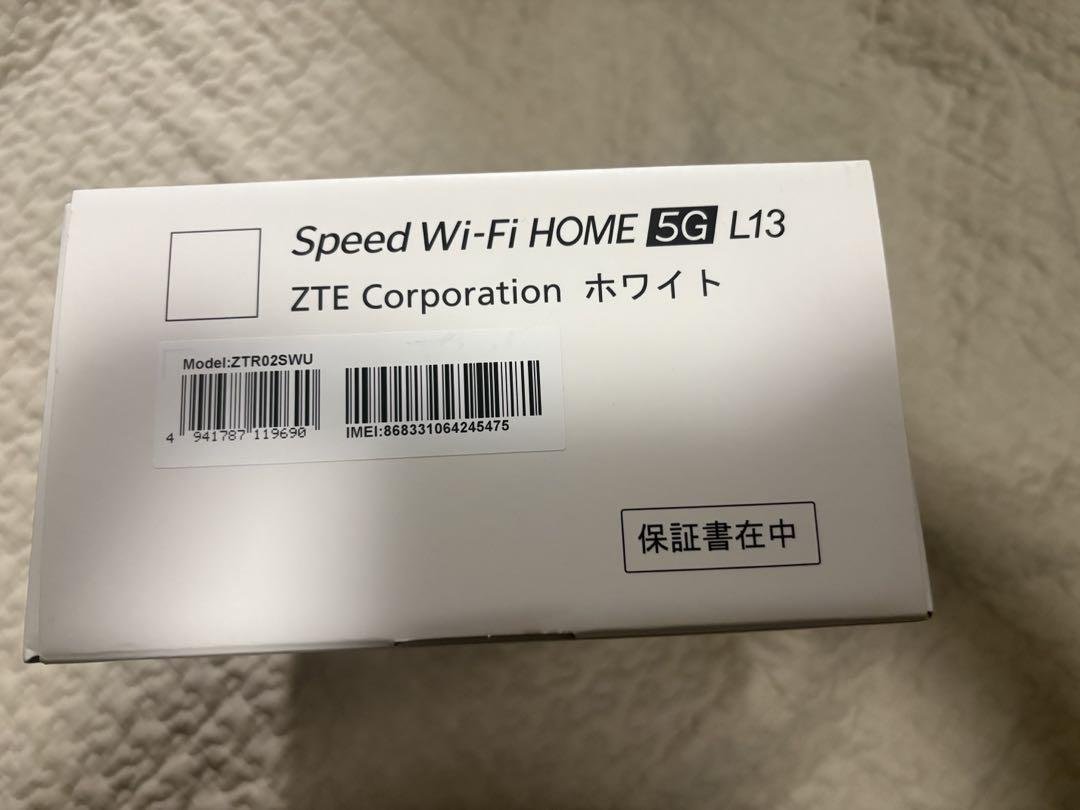 Speed Wi-Fi HOME 5G L13
ZTE Corporation ホワイト
Model:ZTR02SWU
4 941787 119690
IMEI:868331064245475
保証書在中